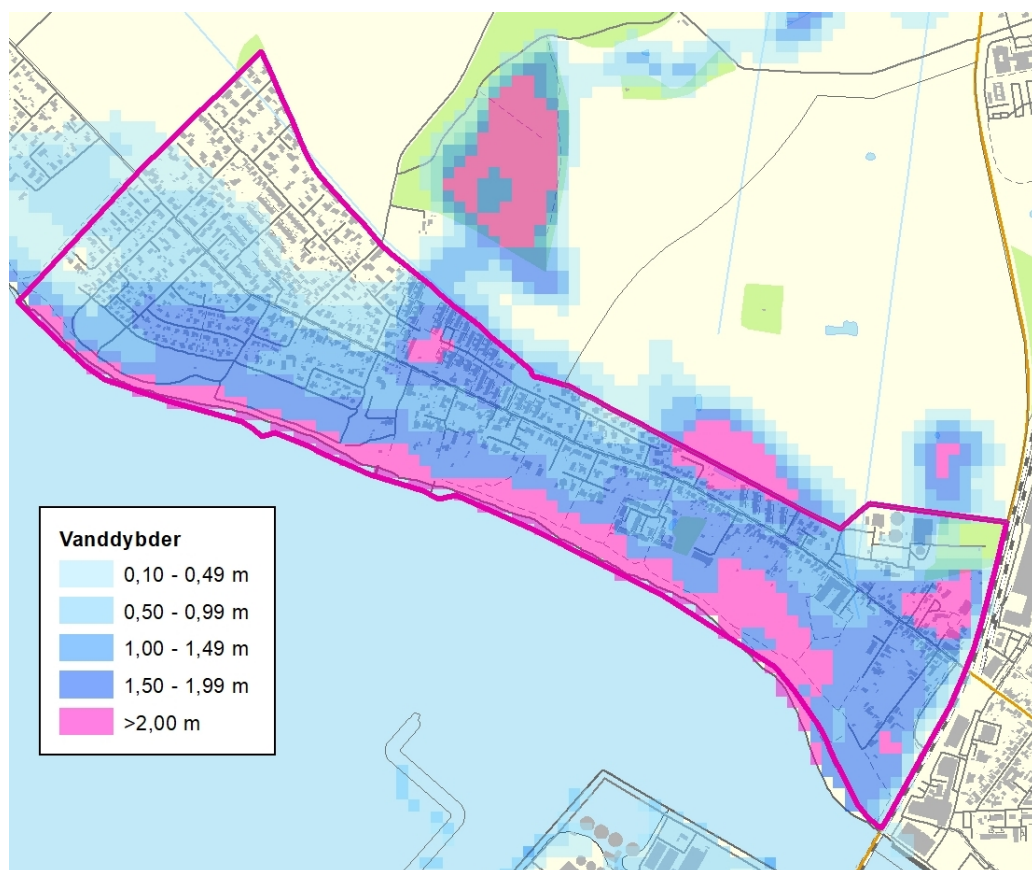 Vanddybder
0,10 - 0,49 m
0,50 - 0,99 m
1,00 - 1,49 m
1,50 - 1,99 m
>2,00 m